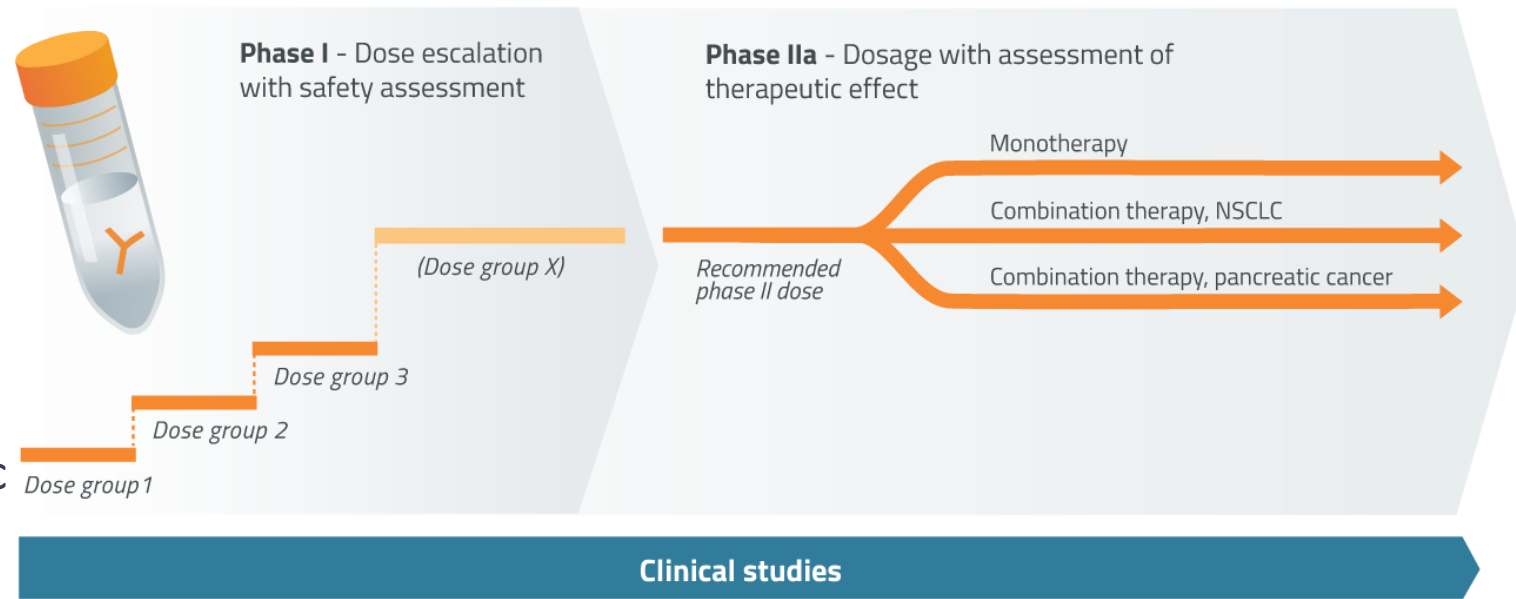 Phase I - Dose escalation
with safety assessment
Phase IIa - Dosage with assessment of
therapeutic effect
Monotherapy
Combination therapy, NSCLC
Combination therapy, pancreatic cancer
(Dose group X)
Recommended
phase II dose
Dose group 3
Dose group 2
Dose group 1
Clinical studies